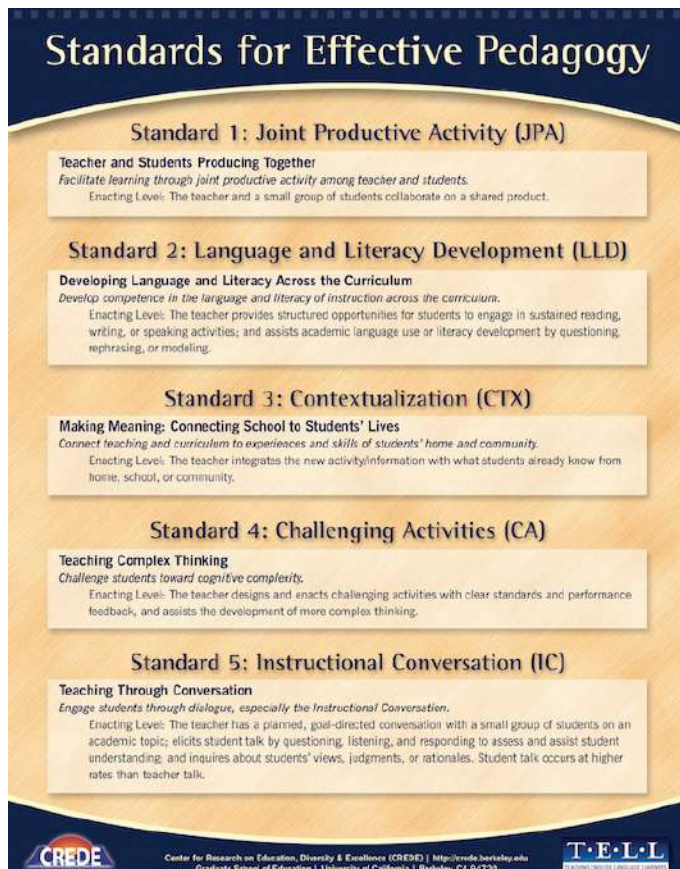 Standards for Effective Pedagogy
Standard 1: Joint Productive Activity (JPA)
Teacher and Students Producing Together
Facilitate learning through joint productive activity among teacher and students.
Enacting Level: The teacher and a small group of students collaborate on a shared product.
Standard 2: Language and Literacy Development (LLD)
Developing Language and Literacy Across the Curriculum
Develop competence in the language and literacy of instruction across the curriculum.
Enacting Level: The teacher provides structured opportunities for students to engage in sustained reading,
writing, or speaking activities; and assists academic language use or literacy development by questioning,
rephrasing, or modeling.
Standard 3: Contextualization (CTX)
Making Meaning: Connecting School to Students' Lives
Connect teaching and curriculum to experiences and skills of students' home and community.
Enacting Level: The teacher integrates the new activity/information with what students already know from
home, school, or community.
Standard 4: Challenging Activities (CA)
Teaching Complex Thinking
Challenge students toward cognitive complexity.
Enacting Level: The teacher designs and enacts challenging activities with clear standards and performance
feedback, and assists the development of more complex thinking.
Standard 5: Instructional Conversation (IC)
Teaching Through Conversation
Engage students through dialogue, especially the Instructional Conversation.
Enacting Level: The teacher has a planned, goal-directed conversation with a small group of students on an
academic topic; elicits student talk by questioning, listening, and responding to assess and assist student
understanding; and inquires about students' views, judgments, or rationales. Student talk occurs at higher
rates than teacher talk.
CREDE
Center for Research on Education, Diversity & Excellence (CREDE) | http://crede.berkeley.edu
Graduate School of Education | University of California | Berkeley, CA 94720
T·E·L·L
TEACHING ENGLISH LANGUAGE LEARNERS